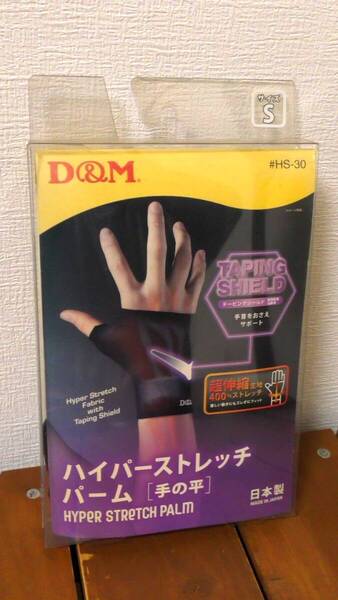 サイズ
S
D&M
#HS-30
TAPING
SHIELD
テーピングシールド
手首をおさえ
サポート
超伸縮生地
400%ストレッチ
Hyper Stretch
Fabric
with
Taping Shield
D&M
ハイパーストレッチ
パーム［手の平］
HYPER STRETCH PALM
日本製
MADE IN JAPAN